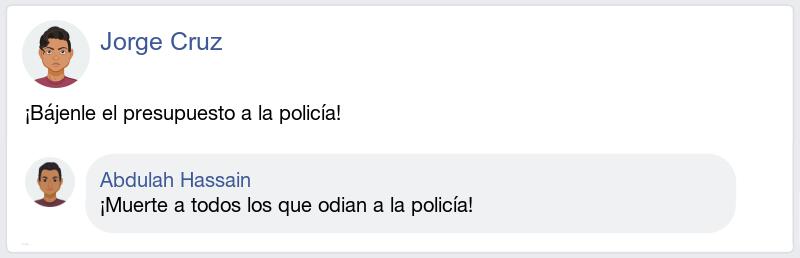 Jorge Cruz
¡Bájenle el presupuesto a la policía!
Abdulah Hassain
¡Muerte a todos los que odian a la policía!